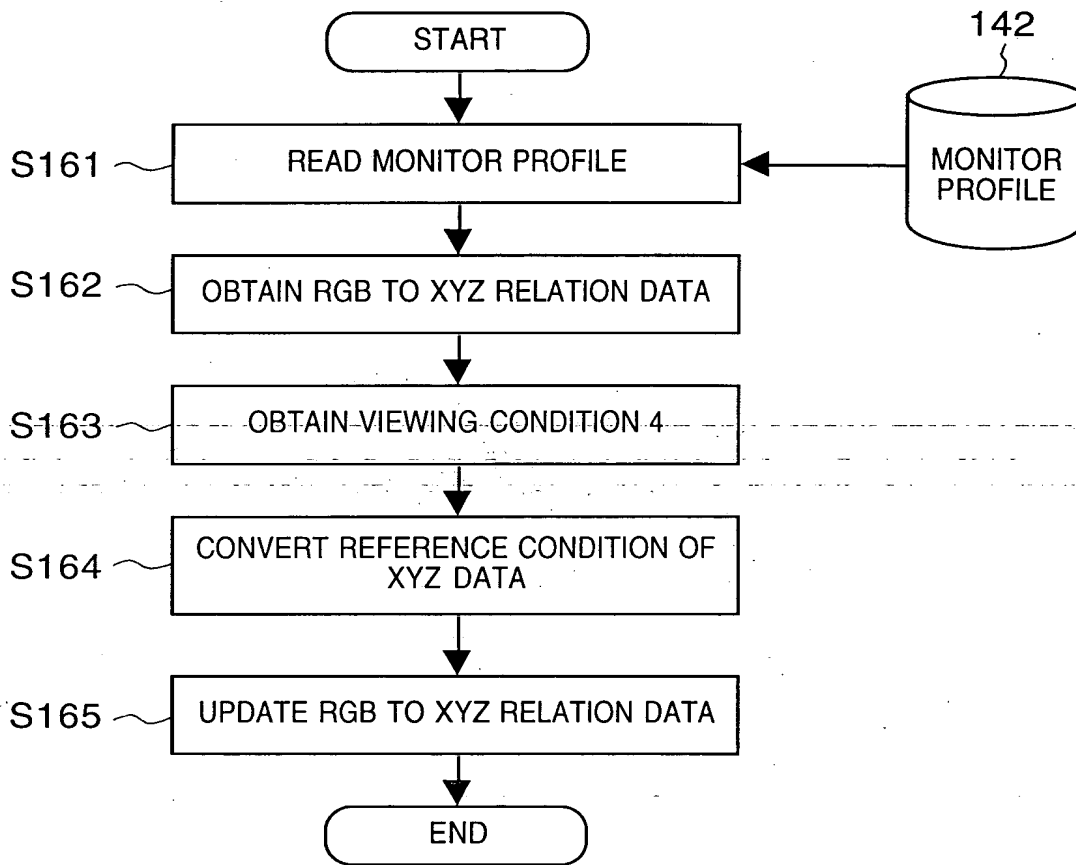 START
142
MONITOR
PROFILE
S161
READ MONITOR PROFILE
S162
OBTAIN RGB TO XYZ RELATION DATA
S163
OBTAIN VIEWING CONDITION 4
S164
CONVERT REFERENCE CONDITION OF
XYZ DATA
S165
UPDATE RGB TO XYZ RELATION DATA
END